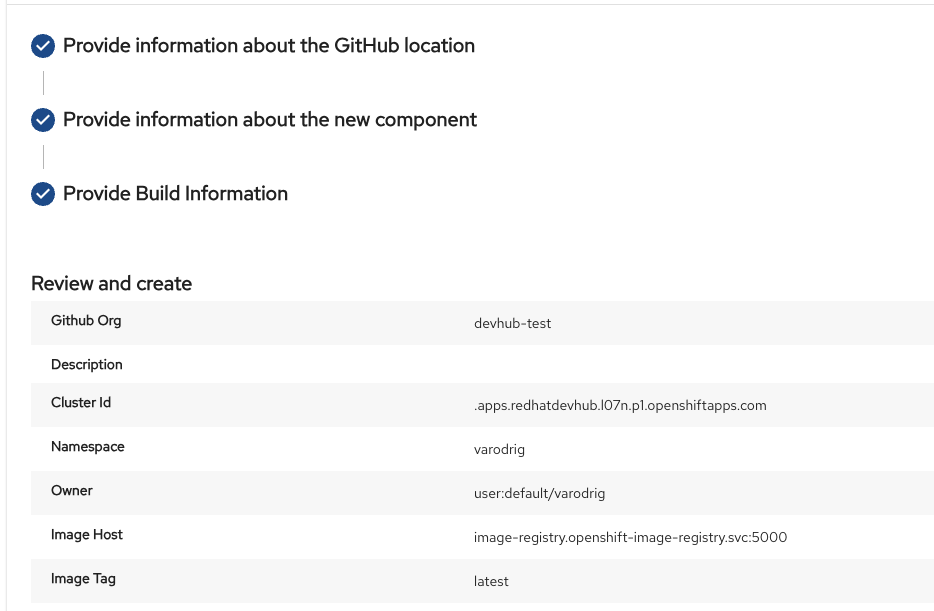 Provide information about the GitHub location
Provide information about the new component
Provide Build Information
Review and create
Github Org devhub-test
Description
Cluster Id .apps.redhatdevhub.l07n.p1.openshiftapps.com
Namespace varodrig
Owner user:default/varodrig
Image Host image-registry.openshift-image-registry.svc:5000
Image Tag latest